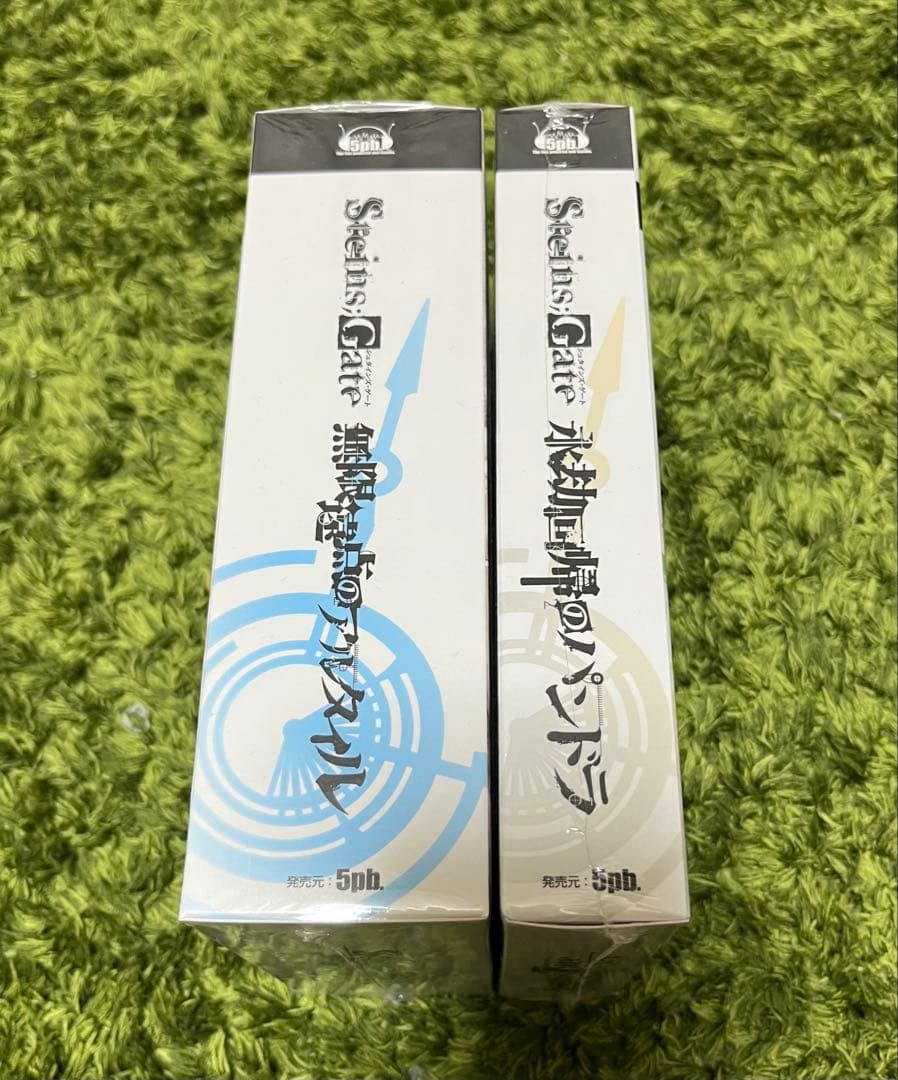 5pb.
Steins;Gate
シュタインズ・ゲート
無限遠点のアルタイル
発売元：5pb.
5pb.
Steins;Gate
シュタインズ・ゲート
永劫回帰のパンドラ
発売元：5pb.